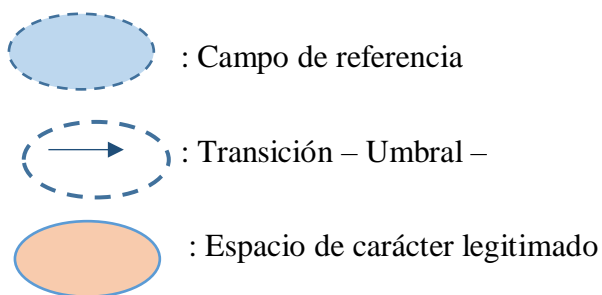 : Campo de referencia
: Transición – Umbral –
: Espacio de carácter legitimado